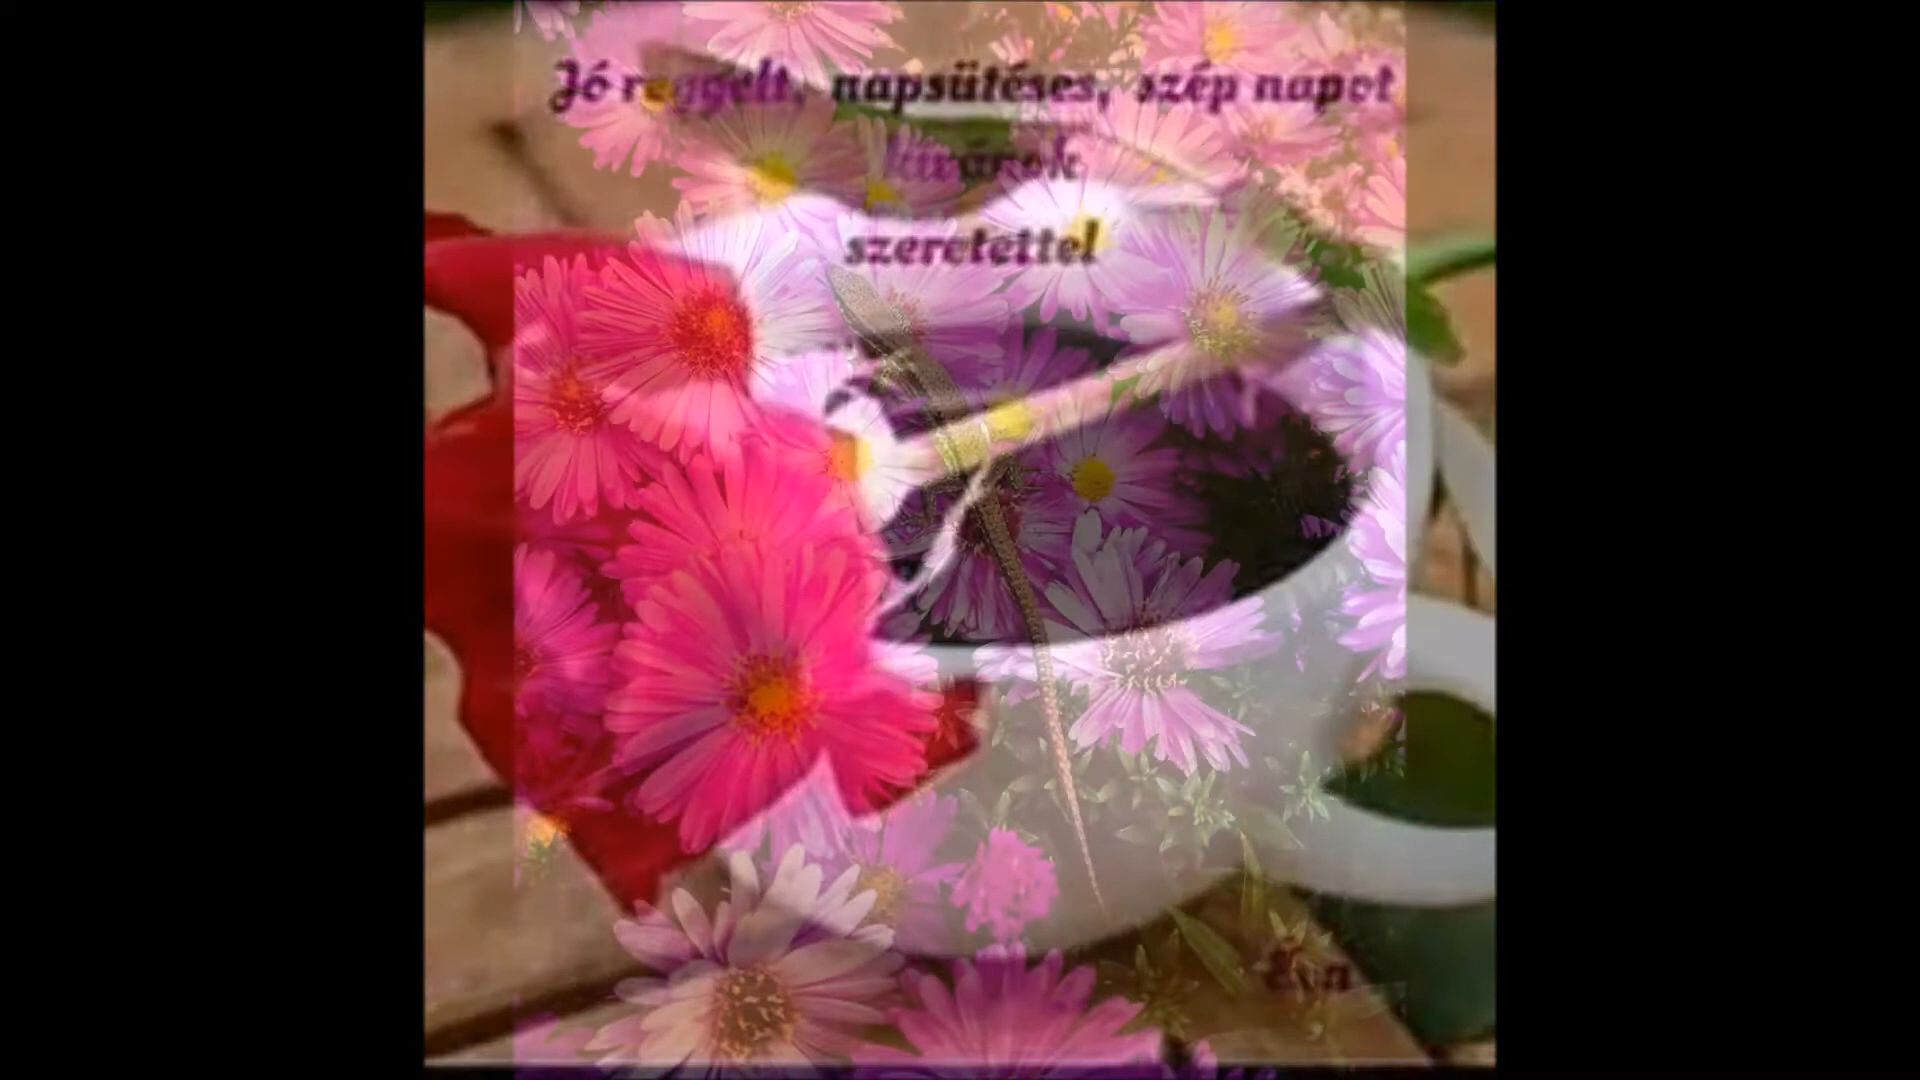 Jó reggelt, napsütéses, szép napot
kívánok
szeretettel
Éva